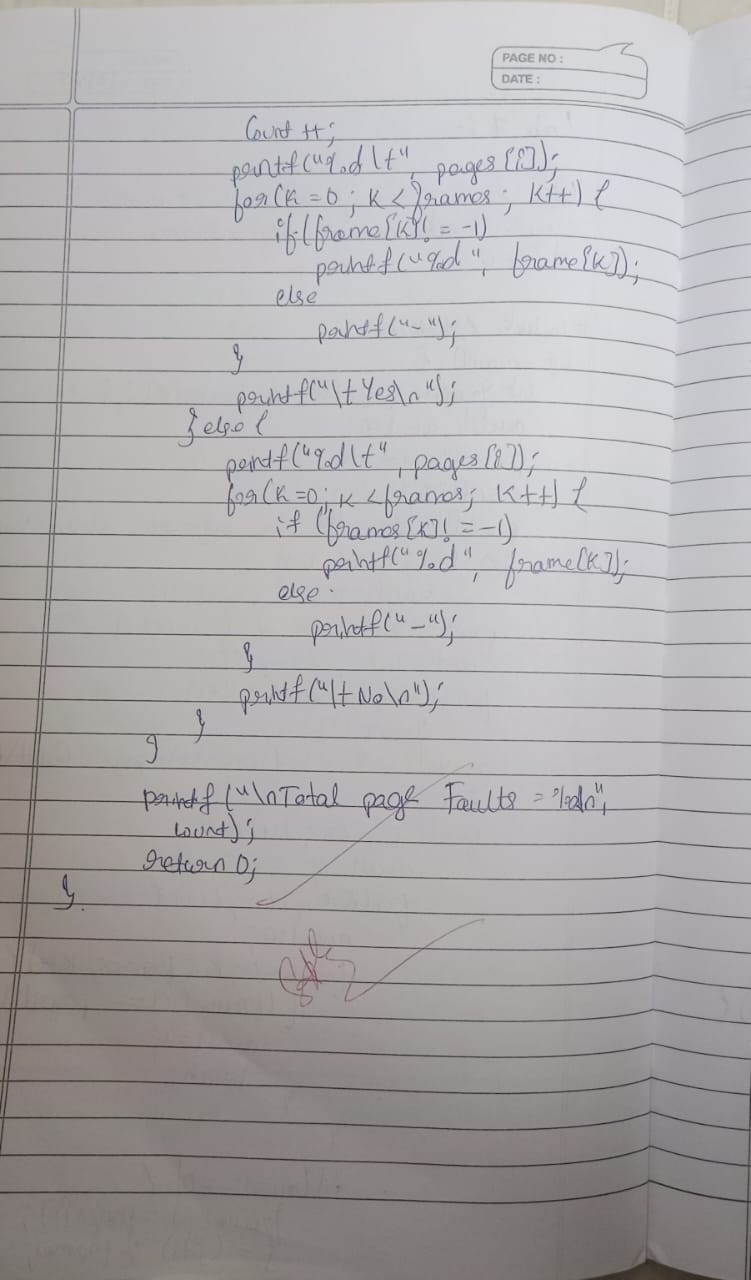 PAGE NO :
DATE :
Count ++;
printf("%d\t", pages[i]);
for(k=0; k<frames; k++) {
if(frame[k]!=-1)
printf("%d", frame[k]);
else
printf("-");
}
printf("\tYes\n");
}else{
printf("%d\t", pages[i]);
for(k=0; k<frames; k++) {
if (frames[k]!=-1)
printf("%d", frame[k]);
else
printf("-");
}
printf("\tNo\n");
}
}
printf("\nTotal page Faults = %d\n",
count);
return 0;
}